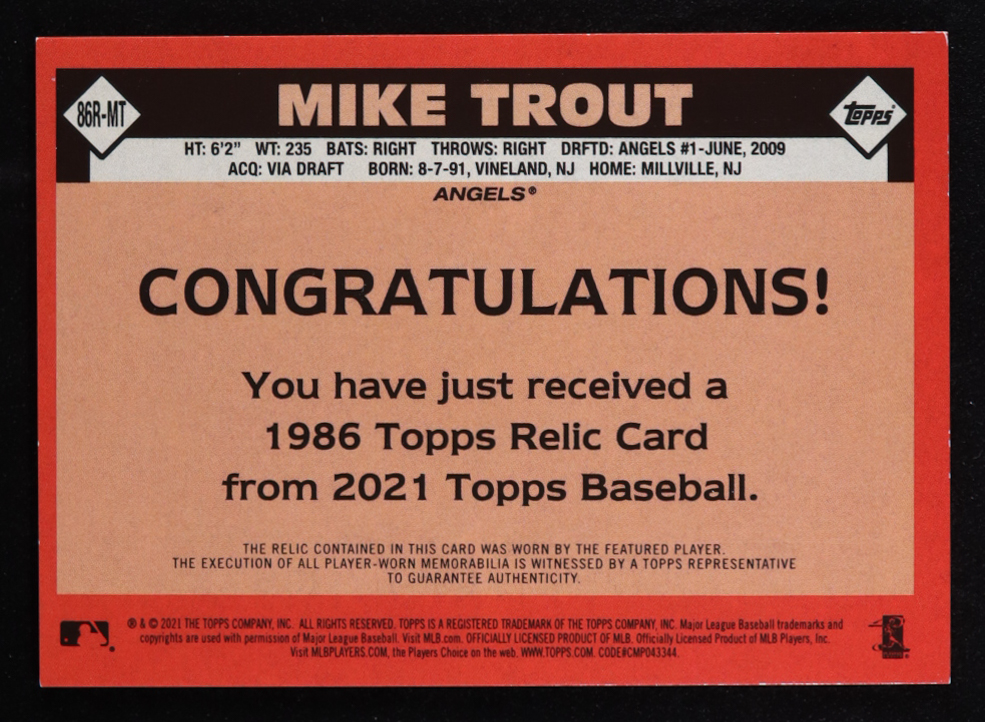 86R-MT
MIKE TROUT
Topps
HT: 6'2" WT: 235 BATS: RIGHT THROWS: RIGHT DRFTD: ANGELS #1-JUNE, 2009
ACQ: VIA DRAFT BORN: 8-7-91, VINELAND, NJ HOME: MILLVILLE, NJ
ANGELS®
CONGRATULATIONS!
You have just received a
1986 Topps Relic Card
from 2021 Topps Baseball.
THE RELIC CONTAINED IN THIS CARD WAS WORN BY THE FEATURED PLAYER.
THE EXECUTION OF ALL PLAYER-WORN MEMORABILIA IS WITNESSED BY A TOPPS REPRESENTATIVE
TO GUARANTEE AUTHENTICITY.
® & © 2021 THE TOPPS COMPANY, INC. ALL RIGHTS RESERVED. TOPPS IS A REGISTERED TRADEMARK OF THE TOPPS COMPANY, INC. Major League Baseball trademarks and
copyrights are used with permission of Major League Baseball. Visit MLB.com. OFFICIALLY LICENSED PRODUCT OF MLB. Officially Licensed Product of MLB Players, Inc.
Visit MLBPLAYERS.COM, the Players Choice on the web. WWW.TOPPS.COM. CODE#CMP043344.